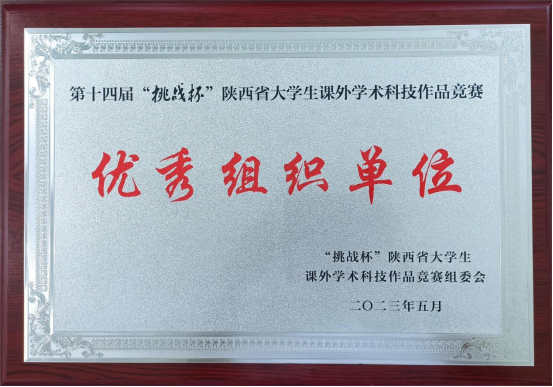 第十四届“挑战杯”陕西省大学生课外学术科技作品竞赛
优秀组织单位
“挑战杯”陕西省大学生
课外学术科技作品竞赛组委会
二〇二三年五月